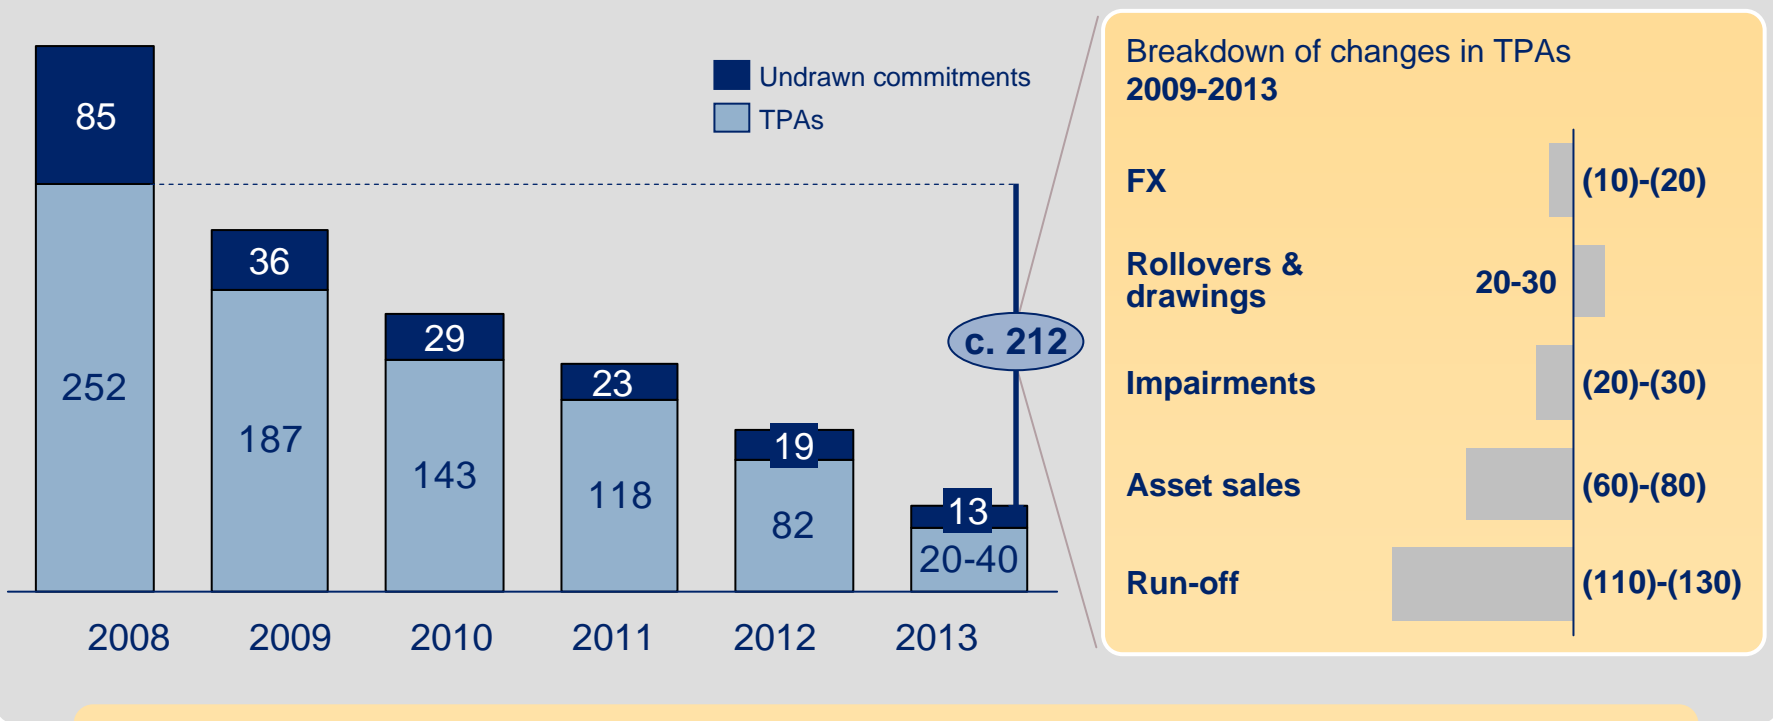 85
252
36
187
29
143
23
118
19
82
13
20-40
Undrawn commitments
TPAs
c. 212
2008 2009 2010 2011 2012 2013
Breakdown of changes in TPAs
2009-2013
FX (10)-(20)
Rollovers &
drawings
20-30
Impairments (20)-(30)
Asset sales (60)-(80)
Run-off (110)-(130)